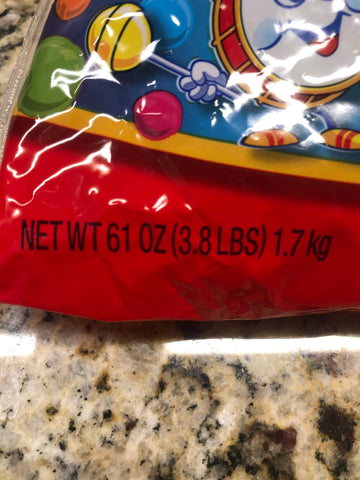 NET WT 61 OZ (3.8 LBS) 1.7 kg